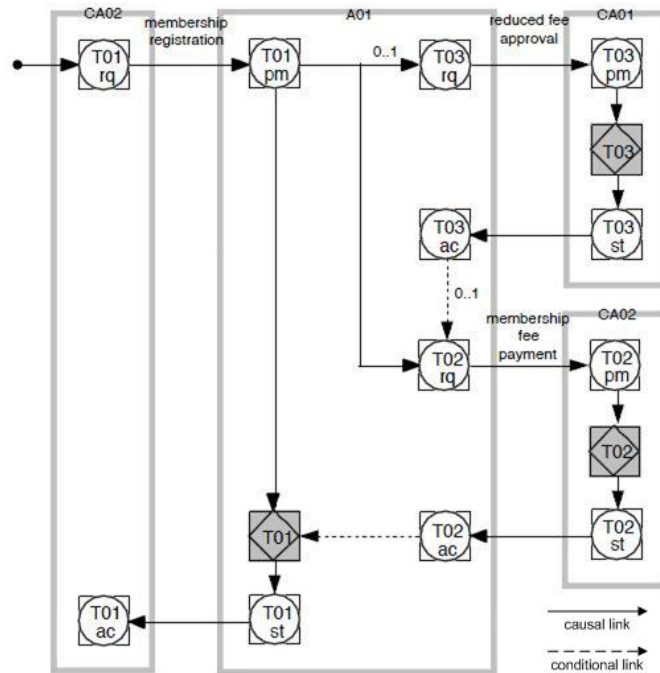 CA02
A01
CA01
membership
registration
reduced fee
approval
T01
rq
T01
pm
0..1
T03
rq
T03
pm
T03
T03
ac
T03
st
0..1
CA02
membership
fee
payment
T02
rq
T02
pm
T02
T01
T02
ac
T02
st
T01
ac
T01
st
causal link
conditional link